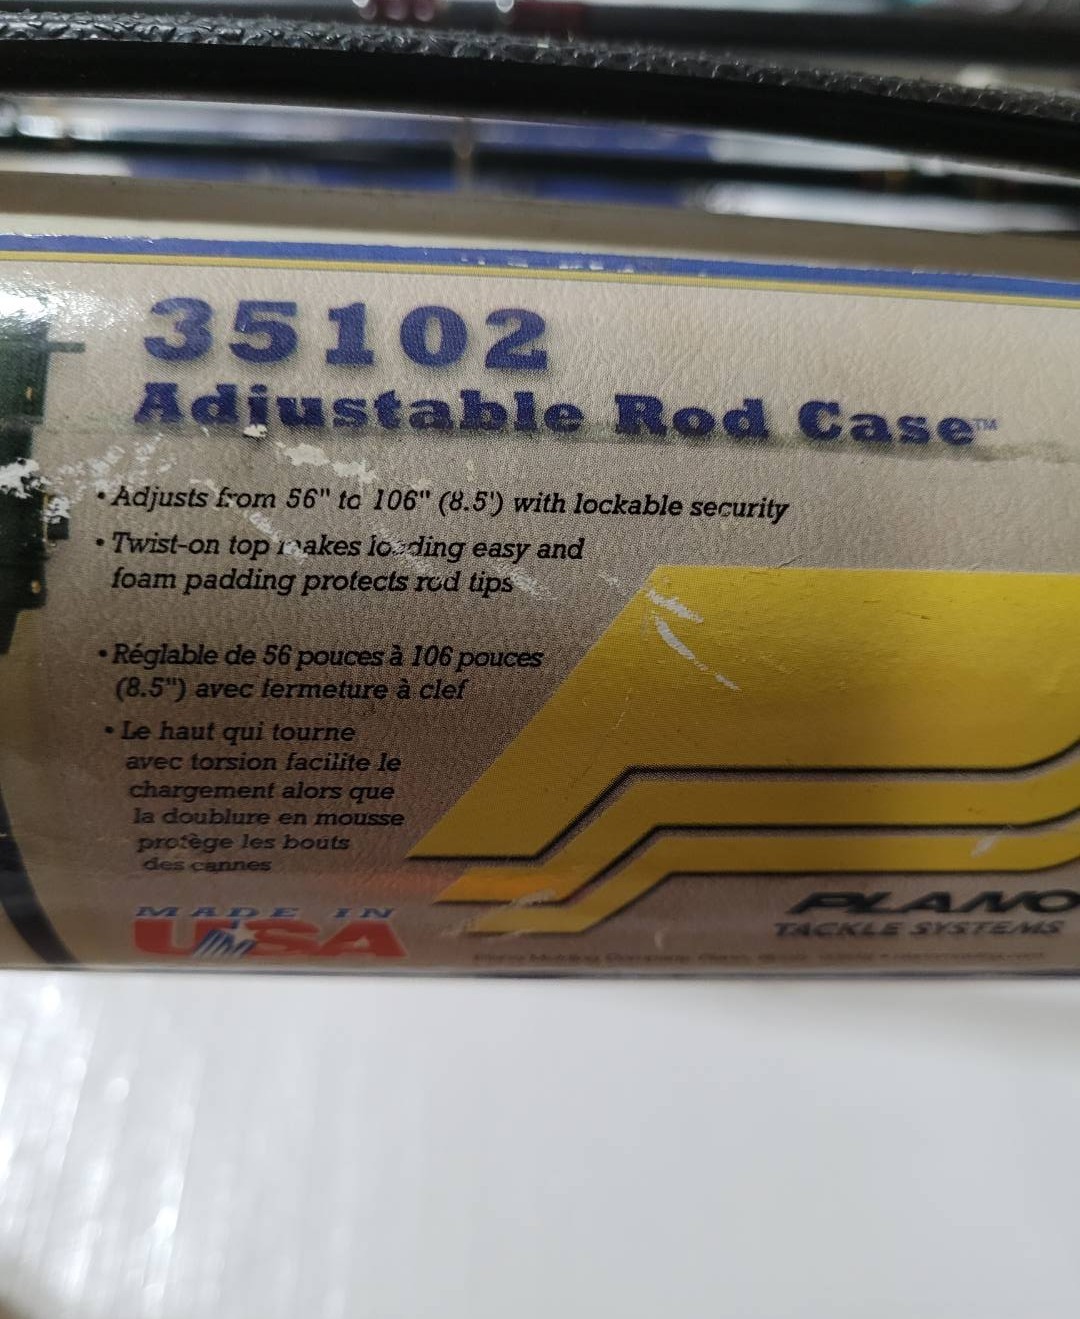 35102
Adjustable Rod Case™
• Adjusts from 56" to 106" (8.5') with lockable security
• Twist-on top makes loading easy and
foam padding protects rod tips
• Réglable de 56 pouces à 106 pouces
(8.5") avec fermeture à clef
• Le haut qui tourne
avec torsion facilite le
chargement alors que
la doublure en mousse
protège les bouts
des cannes
MADE IN
USA
PLANO
TACKLE SYSTEMS